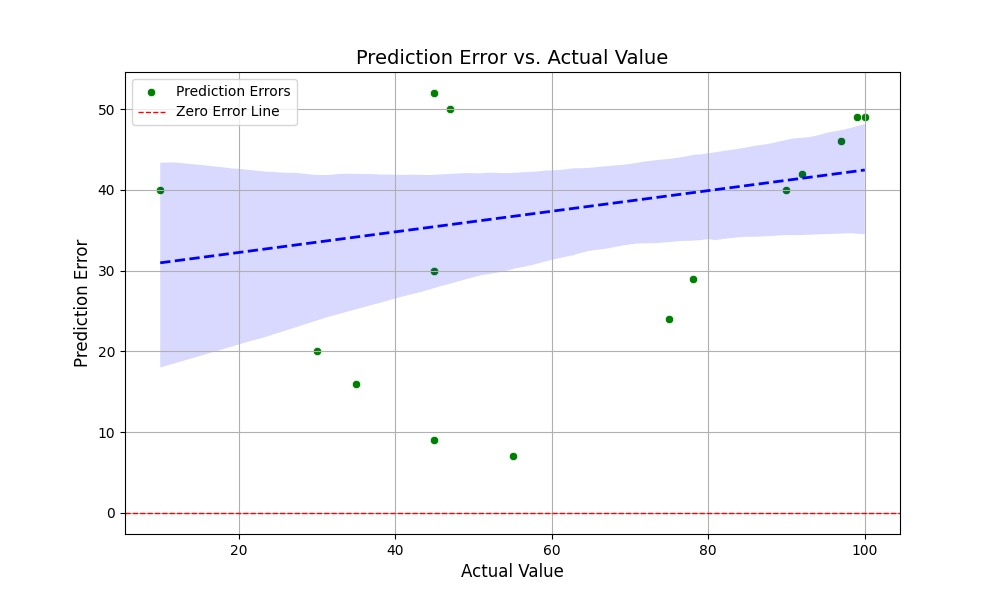 Prediction Error vs. Actual Value
Prediction Errors
Zero Error Line
Prediction Error
50
40
30
20
10
0
20
40
60
80
100
Actual Value